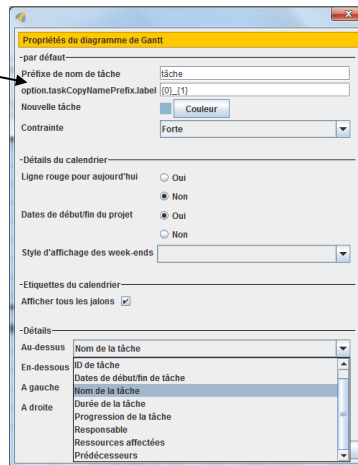 Propriétés du diagramme de Gantt
par défaut
Préfixe de nom de tâche tâche
option.taskCopyNamePrefix.label {0}_{1}
Nouvelle tâche Couleur
Contrainte Forte
Détails du calendrier
Ligne rouge pour aujourd'hui Oui
Non
Dates de début/fin du projet Oui
Non
Style d'affichage des week-ends
Etiquettes du calendrier
Afficher tous les jalons
Détails
Au-dessus Nom de la tâche
En-dessous ID de tâche
Dates de début/fin de tâche
A gauche Nom de la tâche
Durée de la tâche
A droite Progression de la tâche
Responsable
Ressources affectées
Prédécesseurs